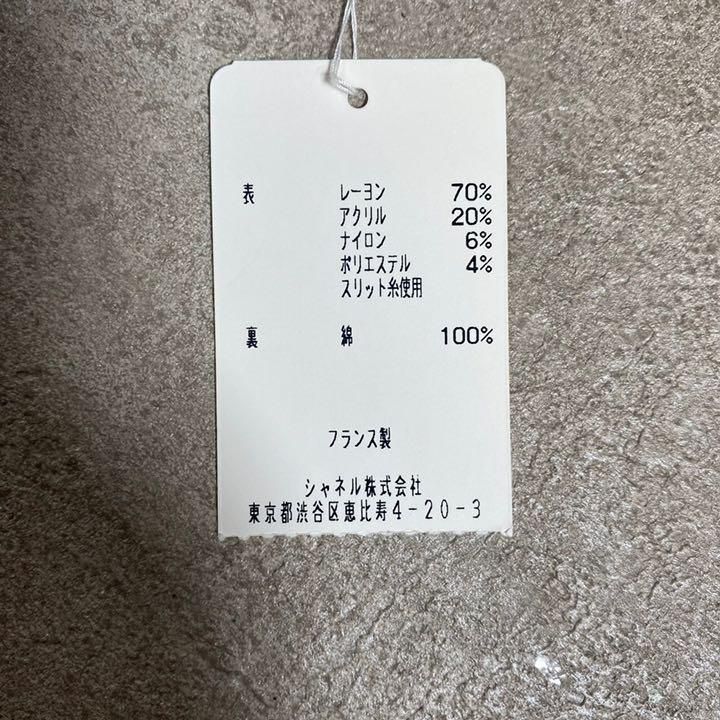 表 レーヨン 70%
アクリル 20%
ナイロン 6%
ポリエステル 4%
スリット糸使用
裏 綿 100%
フランス製
シャネル株式会社
東京都渋谷区恵比寿4-20-3